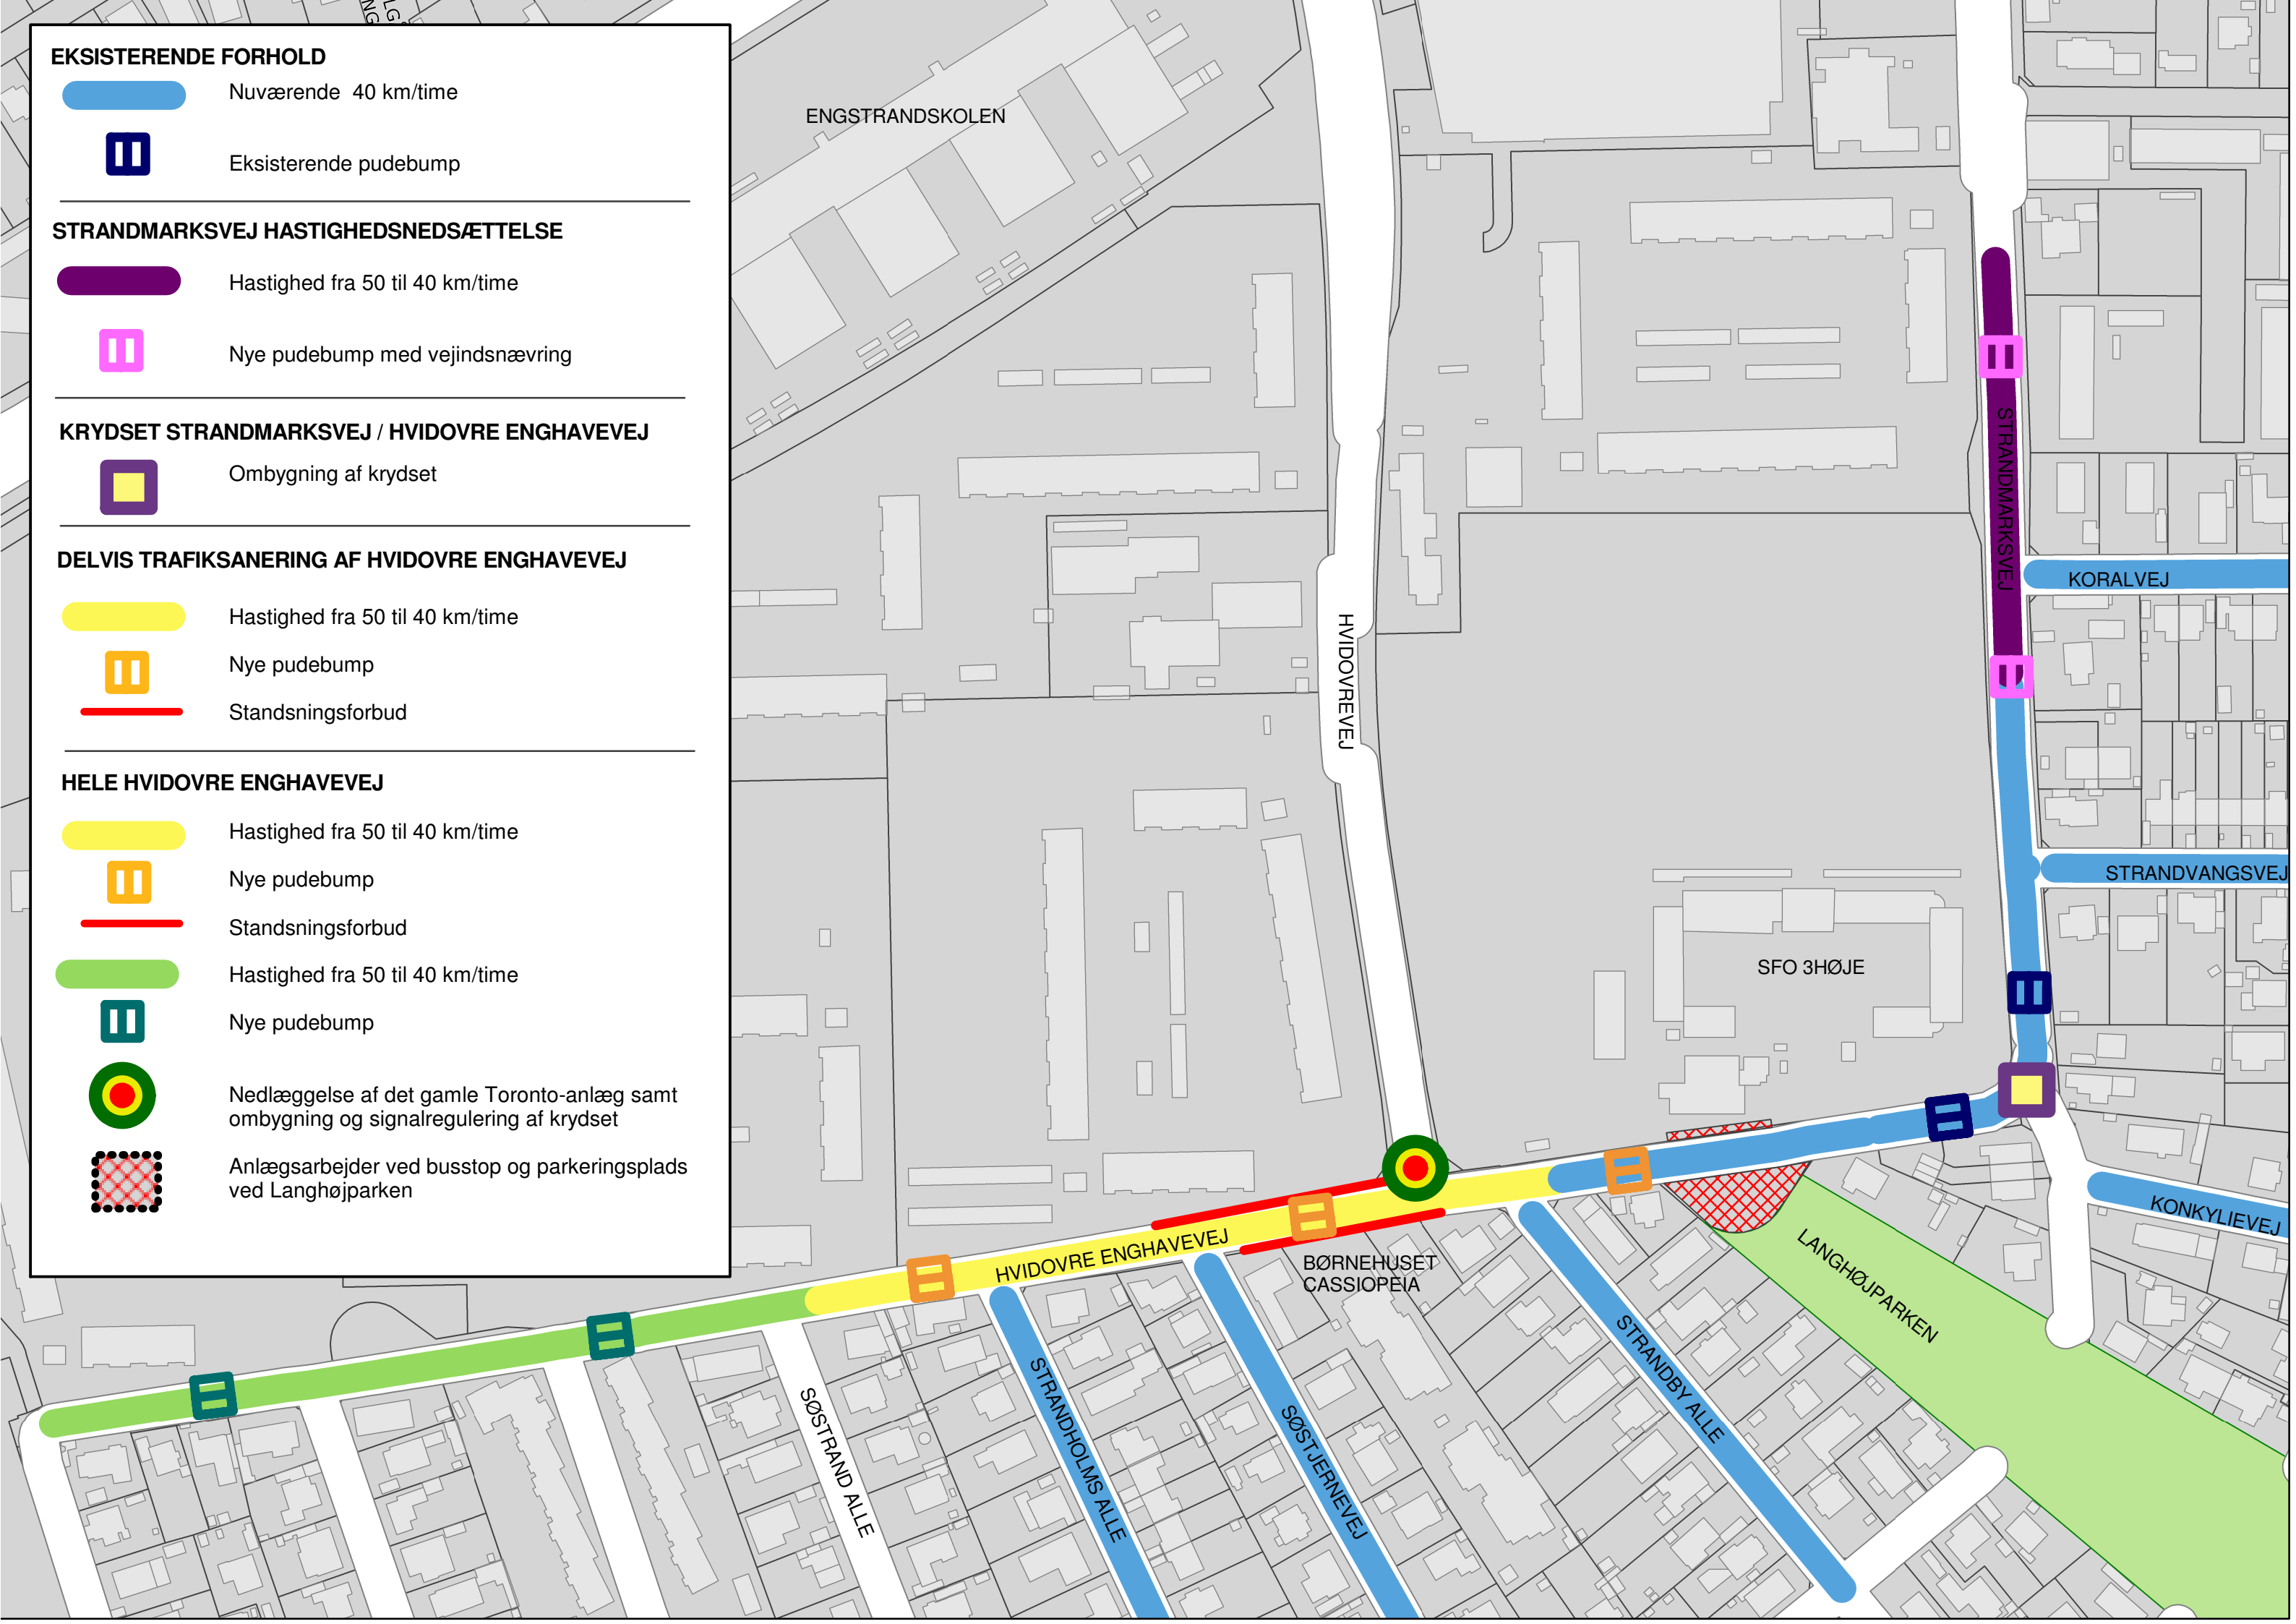 EKSISTERENDE FORHOLD
Nuværende 40 km/time
Eksisterende pudebump
STRANDMARKSVEJ HASTIGHEDSNEDSÆTTELSE
Hastighed fra 50 til 40 km/time
Nye pudebump med vejindsnævring
KRYDSET STRANDMARKSVEJ / HVIDOVRE ENGHAVEVEJ
Ombygning af krydset
DELVIS TRAFIKSANERING AF HVIDOVRE ENGHAVEVEJ
Hastighed fra 50 til 40 km/time
Nye pudebump
Standsningsforbud
HELE HVIDOVRE ENGHAVEVEJ
Hastighed fra 50 til 40 km/time
Nye pudebump
Standsningsforbud
Hastighed fra 50 til 40 km/time
Nye pudebump
Nedlæggelse af det gamle Toronto-anlæg samt
ombygning og signalregulering af krydset
Anlægsarbejder ved busstop og parkeringsplads
ved Langhøjparken
ENGSTRANDSKOLEN
STRANDMARKSVEJ
KORALVEJ
HVIDOVREVEJ
STRANDVANGSVEJ
SFO 3HØJE
KONKYLIEVEJ
HVIDOVRE ENGHAVEVEJ
BØRNEHUSET
CASSIOPEIA
LANGHØJPARKEN
STRANDBY ALLE
SØSTJERNEVEJ
STRANDHOLMS ALLE
SØSTRAND ALLE